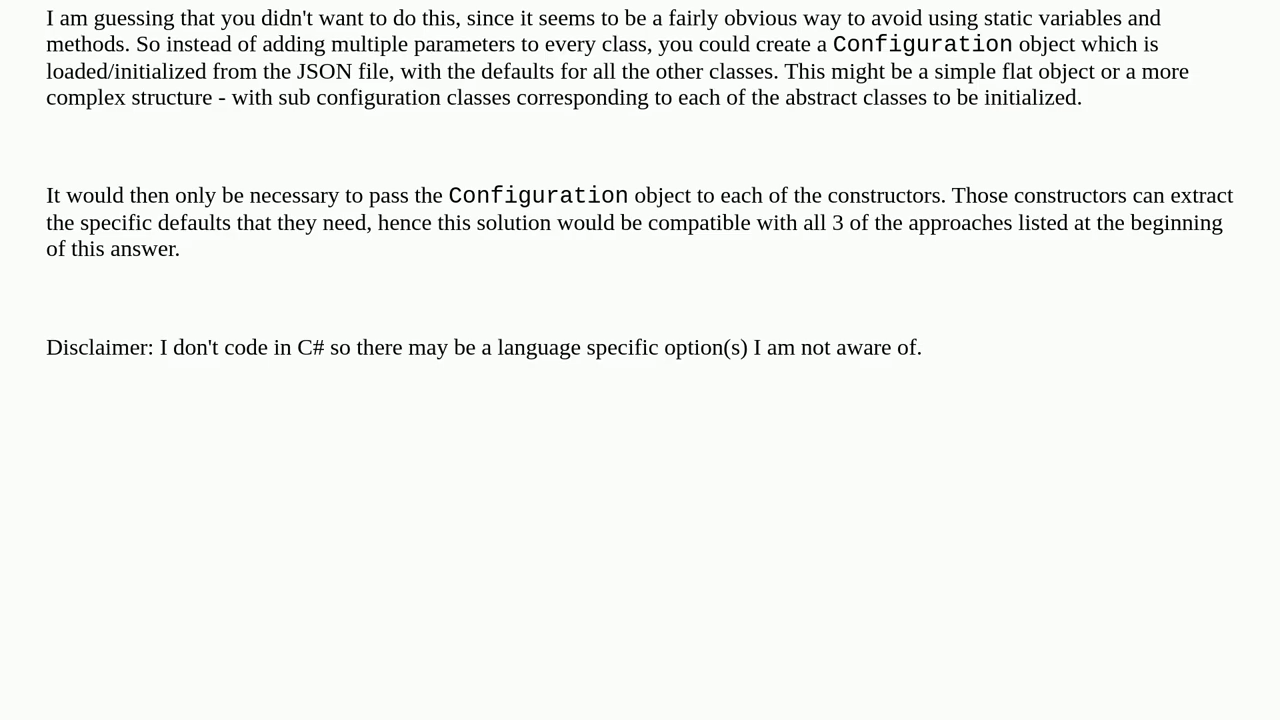 I am guessing that you didn't want to do this, since it seems to be a fairly obvious way to avoid using static variables and
methods. So instead of adding multiple parameters to every class, you could create a Configuration object which is
loaded/initialized from the JSON file, with the defaults for all the other classes. This might be a simple flat object or a more
complex structure - with sub configuration classes corresponding to each of the abstract classes to be initialized.
It would then only be necessary to pass the Configuration object to each of the constructors. Those constructors can extract
the specific defaults that they need, hence this solution would be compatible with all 3 of the approaches listed at the beginning
of this answer.
Disclaimer: I don't code in C# so there may be a language specific option(s) I am not aware of.